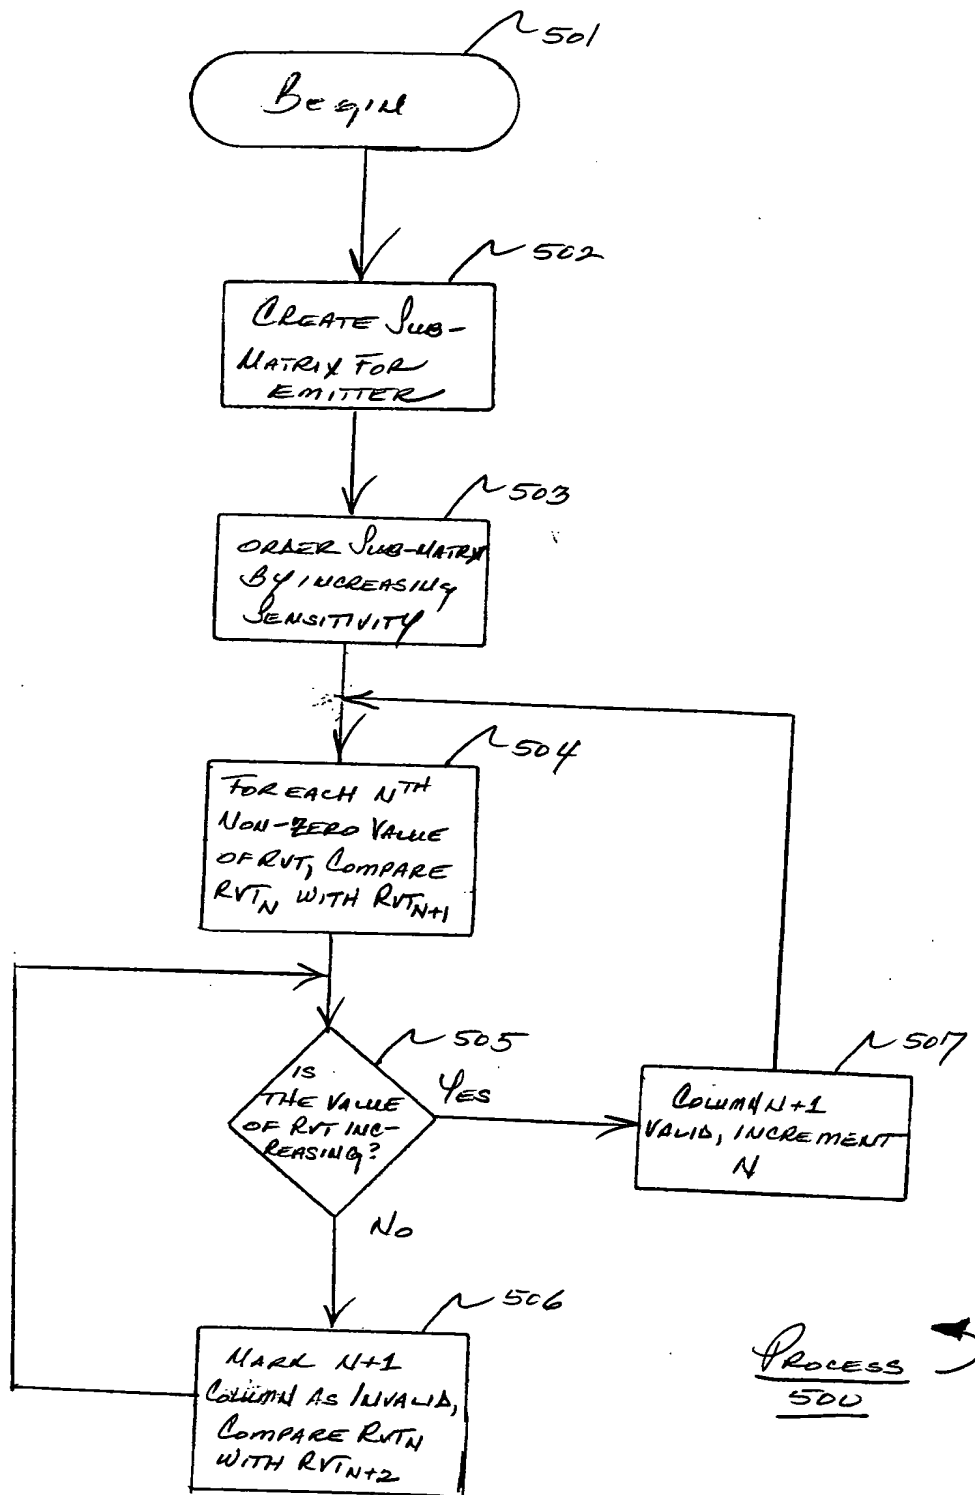 501
Begin
502
CREATE SUB-
MATRIX FOR
EMITTER
503
ORDER SUB-MATRIX
BY INCREASING
SENSITIVITY
504
FOR EACH NTH
NON-ZERO VALUE
OF RVT, COMPARE
RVTN WITH RVTN+1
505
IS
THE VALUE
OF RVT INC-
REASING?
YES
507
COLUMN N+1
VALID, INCREMENT
N
NO
506
MARK N+1
COLUMN AS INVALID,
COMPARE RVTN
WITH RVTN+2
PROCESS
500